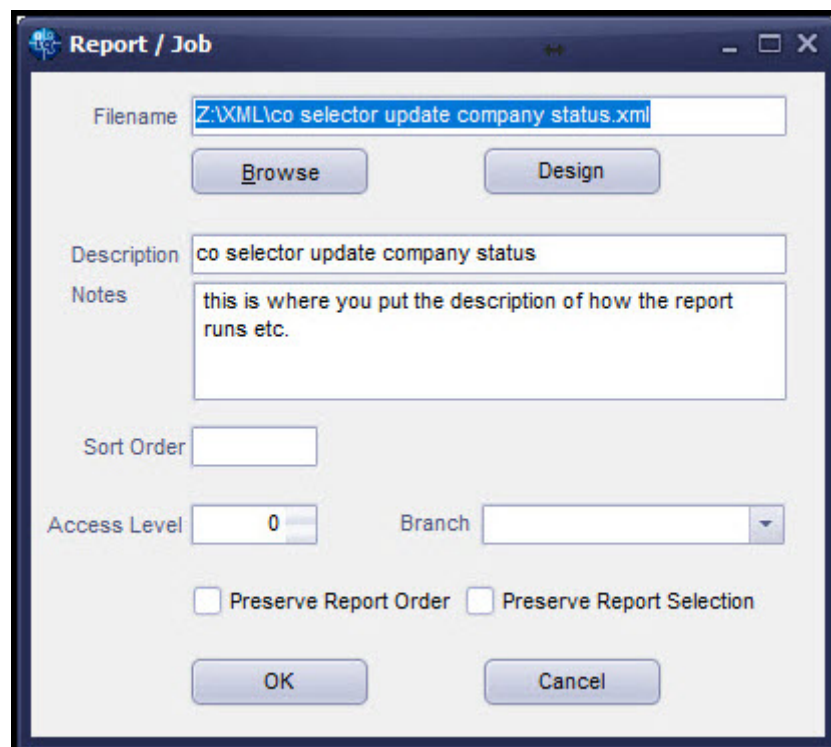 Report / Job
Filename Z:\XML\co selector update company status.xml
Browse Design
Description co selector update company status
Notes this is where you put the description of how the report
runs etc.
Sort Order
Access Level 0 Branch
Preserve Report Order Preserve Report Selection
OK Cancel